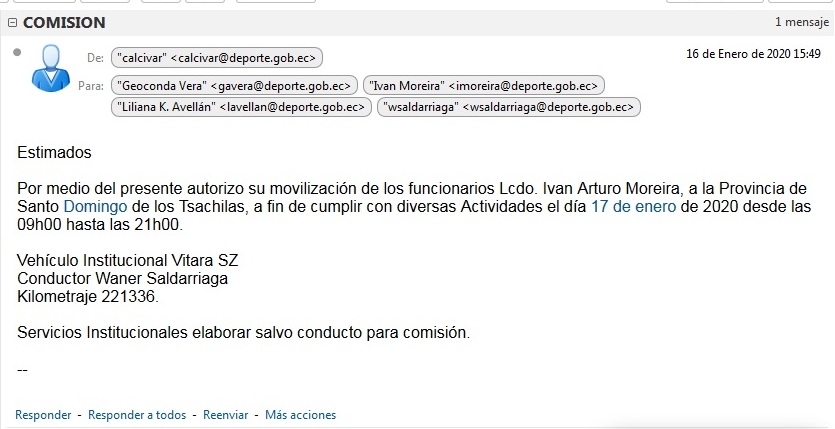 COMISION
1 mensaje
De: "calcivar" <calcivar@deporte.gob.ec>
16 de Enero de 2020 15:49
Para: "Geoconda Vera" <gavera@deporte.gob.ec> "Ivan Moreira" <imoreira@deporte.gob.ec>
"Liliana K. Avellán" <lavellan@deporte.gob.ec> "wsaldarriaga" <wsaldarriaga@deporte.gob.ec>
Estimados
Por medio del presente autorizo su movilización de los funcionarios Lcdo. Ivan Arturo Moreira, a la Provincia de
Santo Domingo de los Tsachilas, a fin de cumplir con diversas Actividades el día 17 de enero de 2020 desde las
09h00 hasta las 21h00.
Vehículo Institucional Vitara SZ
Conductor Waner Saldarriaga
Kilometraje 221336.
Servicios Institucionales elaborar salvo conducto para comisión.
--
Responder - Responder a todos - Reenviar - Más acciones